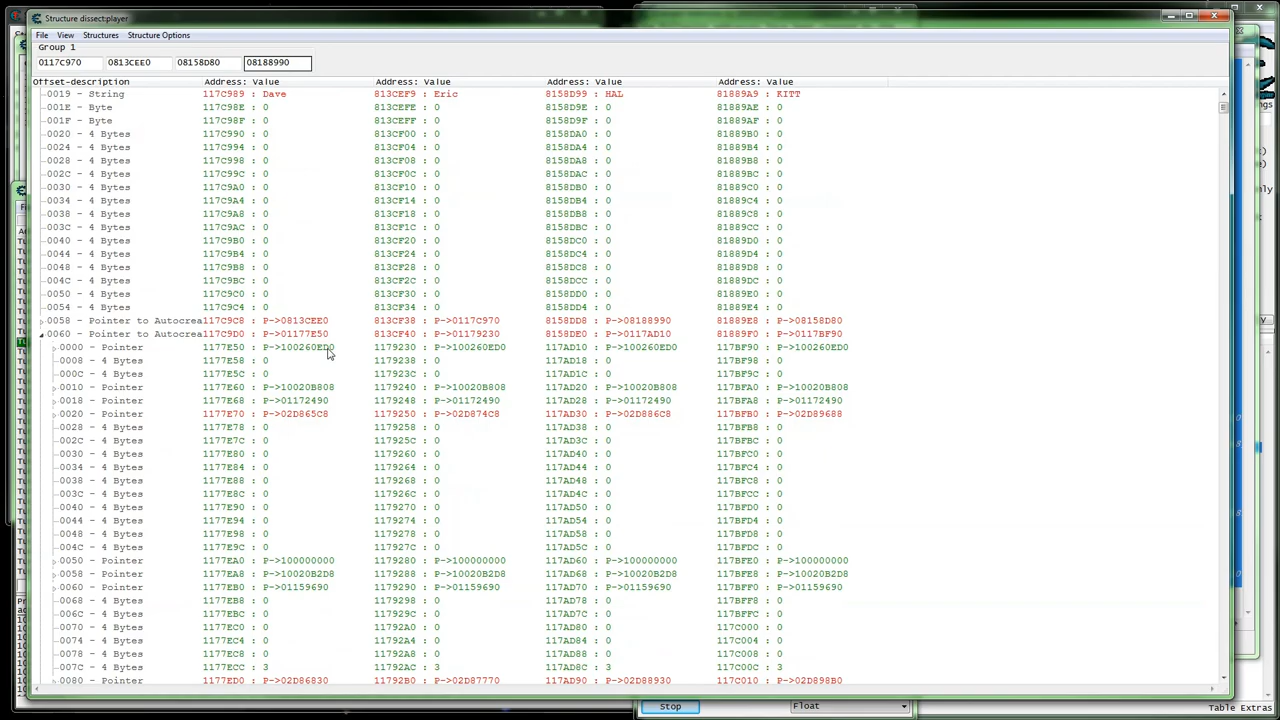 Structure dissect:player
File View Structures Structure Options
Group 1
0117C970 0813CEE0 08158D80 08188990
Offset-description Address: Value Address: Value Address: Value Address: Value
0019 - String 117C989 : Dave 813CEF9 : Eric 8158D99 : HAL 81889A9 : KITT
001E - Byte 117C98E : 0 813CEFE : 0 8158D9E : 0 81889AE : 0
001F - Byte 117C98F : 0 813CEFF : 0 8158D9F : 0 81889AF : 0
0020 - 4 Bytes 117C990 : 0 813CF00 : 0 8158DA0 : 0 81889B0 : 0
0024 - 4 Bytes 117C994 : 0 813CF04 : 0 8158DA4 : 0 81889B4 : 0
0028 - 4 Bytes 117C998 : 0 813CF08 : 0 8158DA8 : 0 81889B8 : 0
002C - 4 Bytes 117C99C : 0 813CF0C : 0 8158DAC : 0 81889BC : 0
0030 - 4 Bytes 117C9A0 : 0 813CF10 : 0 8158DB0 : 0 81889C0 : 0
0034 - 4 Bytes 117C9A4 : 0 813CF14 : 0 8158DB4 : 0 81889C4 : 0
0038 - 4 Bytes 117C9A8 : 0 813CF18 : 0 8158DB8 : 0 81889C8 : 0
003C - 4 Bytes 117C9AC : 0 813CF1C : 0 8158DBC : 0 81889CC : 0
0040 - 4 Bytes 117C9B0 : 0 813CF20 : 0 8158DC0 : 0 81889D0 : 0
0044 - 4 Bytes 117C9B4 : 0 813CF24 : 0 8158DC4 : 0 81889D4 : 0
0048 - 4 Bytes 117C9B8 : 0 813CF28 : 0 8158DC8 : 0 81889D8 : 0
004C - 4 Bytes 117C9BC : 0 813CF2C : 0 8158DCC : 0 81889DC : 0
0050 - 4 Bytes 117C9C0 : 0 813CF30 : 0 8158DD0 : 0 81889E0 : 0
0054 - 4 Bytes 117C9C4 : 0 813CF34 : 0 8158DD4 : 0 81889E4 : 0
0058 - Pointer to Autocrea 117C9C8 : P->0813CEE0 813CF38 : P->0117C970 8158DD8 : P->08188990 81889E8 : P->08158D80
0060 - Pointer to Autocrea 117C9D0 : P->01177E50 813CF40 : P->01179230 8158DE0 : P->0117AD10 81889F0 : P->0117BF90
0000 - Pointer 1177E50 : P->100260ED0 1179230 : P->100260ED0 117AD10 : P->100260ED0 117BF90 : P->100260ED0
0008 - 4 Bytes 1177E58 : 0 1179238 : 0 117AD18 : 0 117BF98 : 0
000C - 4 Bytes 1177E5C : 0 117923C : 0 117AD1C : 0 117BF9C : 0
0010 - Pointer 1177E60 : P->10020B808 1179240 : P->10020B808 117AD20 : P->10020B808 117BFA0 : P->10020B808
0018 - Pointer 1177E68 : P->01172490 1179248 : P->01172490 117AD28 : P->01172490 117BFA8 : P->01172490
0020 - Pointer 1177E70 : P->02D865C8 1179250 : P->02D874C8 117AD30 : P->02D886C8 117BFB0 : P->02D89688
0028 - 4 Bytes 1177E78 : 0 1179258 : 0 117AD38 : 0 117BFB8 : 0
002C - 4 Bytes 1177E7C : 0 117925C : 0 117AD3C : 0 117BFBC : 0
0030 - 4 Bytes 1177E80 : 0 1179260 : 0 117AD40 : 0 117BFC0 : 0
0034 - 4 Bytes 1177E84 : 0 1179264 : 0 117AD44 : 0 117BFC4 : 0
0038 - 4 Bytes 1177E88 : 0 1179268 : 0 117AD48 : 0 117BFC8 : 0
003C - 4 Bytes 1177E8C : 0 117926C : 0 117AD4C : 0 117BFCC : 0
0040 - 4 Bytes 1177E90 : 0 1179270 : 0 117AD50 : 0 117BFD0 : 0
0044 - 4 Bytes 1177E94 : 0 1179274 : 0 117AD54 : 0 117BFD4 : 0
0048 - 4 Bytes 1177E98 : 0 1179278 : 0 117AD58 : 0 117BFD8 : 0
004C - 4 Bytes 1177E9C : 0 117927C : 0 117AD5C : 0 117BFDC : 0
0050 - Pointer 1177EA0 : P->100000000 1179280 : P->100000000 117AD60 : P->100000000 117BFE0 : P->100000000
0058 - Pointer 1177EA8 : P->10020B2D8 1179288 : P->10020B2D8 117AD68 : P->10020B2D8 117BFE8 : P->10020B2D8
0060 - Pointer 1177EB0 : P->01159690 1179290 : P->01159690 117AD70 : P->01159690 117BFF0 : P->01159690
0068 - 4 Bytes 1177EB8 : 0 1179298 : 0 117AD78 : 0 117BFF8 : 0
006C - 4 Bytes 1177EBC : 0 117929C : 0 117AD7C : 0 117BFFC : 0
0070 - 4 Bytes 1177EC0 : 0 11792A0 : 0 117AD80 : 0 117C000 : 0
0074 - 4 Bytes 1177EC4 : 0 11792A4 : 0 117AD84 : 0 117C004 : 0
0078 - 4 Bytes 1177EC8 : 0 11792A8 : 0 117AD88 : 0 117C008 : 0
007C - 4 Bytes 1177ECC : 3 11792AC : 3 117AD8C : 3 117C00C : 3
0080 - Pointer 1177ED0 : P->02D86830 11792B0 : P->02D87770 117AD90 : P->02D88930 117C010 : P->02D898B0
Stop Float Table Extras